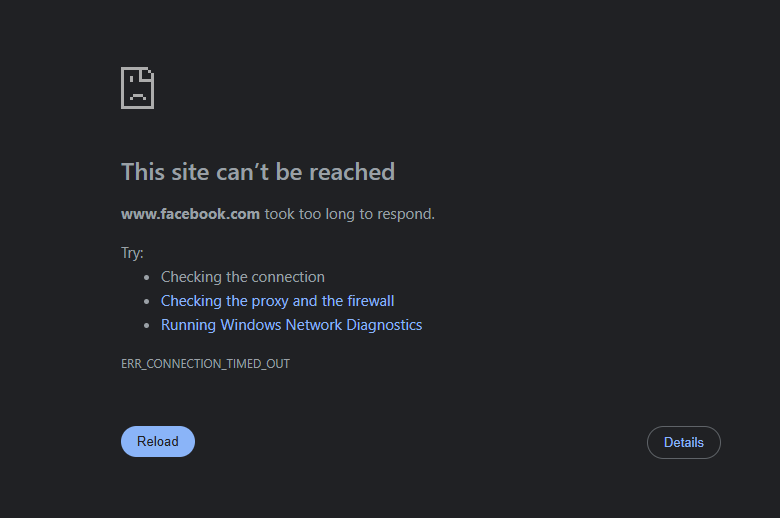 This site can’t be reached
www.facebook.com took too long to respond.
Try:
Checking the connection
Checking the proxy and the firewall
Running Windows Network Diagnostics
ERR_CONNECTION_TIMED_OUT
Reload
Details